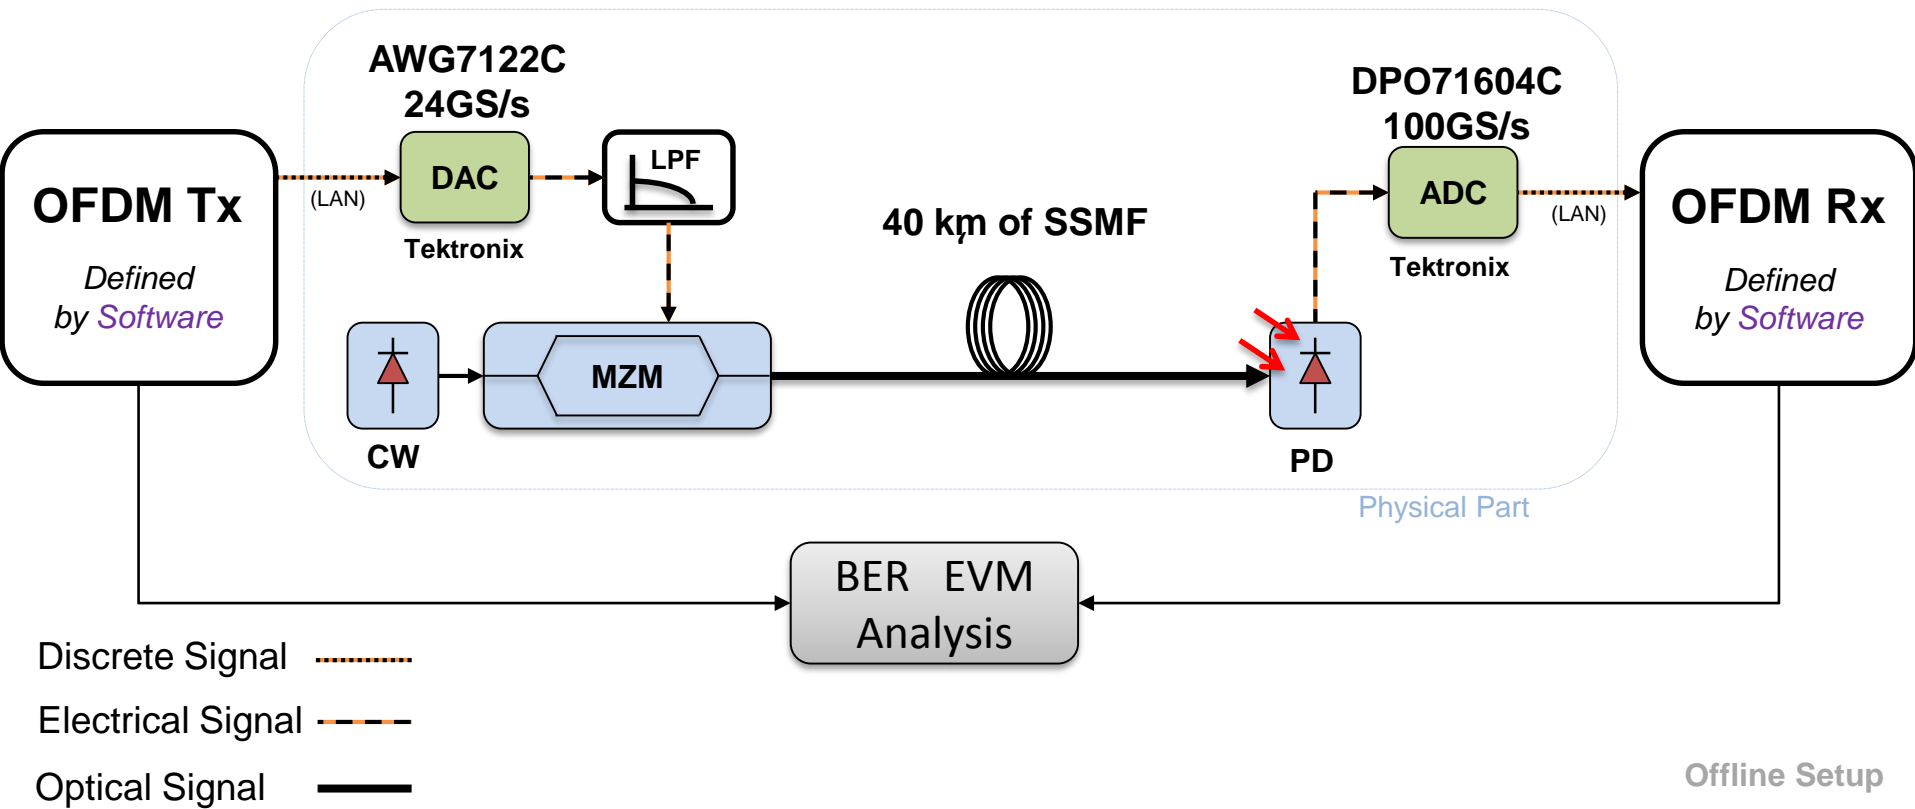 AWG7122C
24GS/s
DPO71604C
100GS/s
OFDM Tx
Defined
by Software
(LAN)
DAC
Tektronix
LPF
40 km of SSMF
,
ADC
Tektronix
(LAN)
OFDM Rx
Defined
by Software
CW
MZM
PD
Physical Part
BER EVM
Analysis
Discrete Signal
Electrical Signal
Optical Signal
Offline Setup